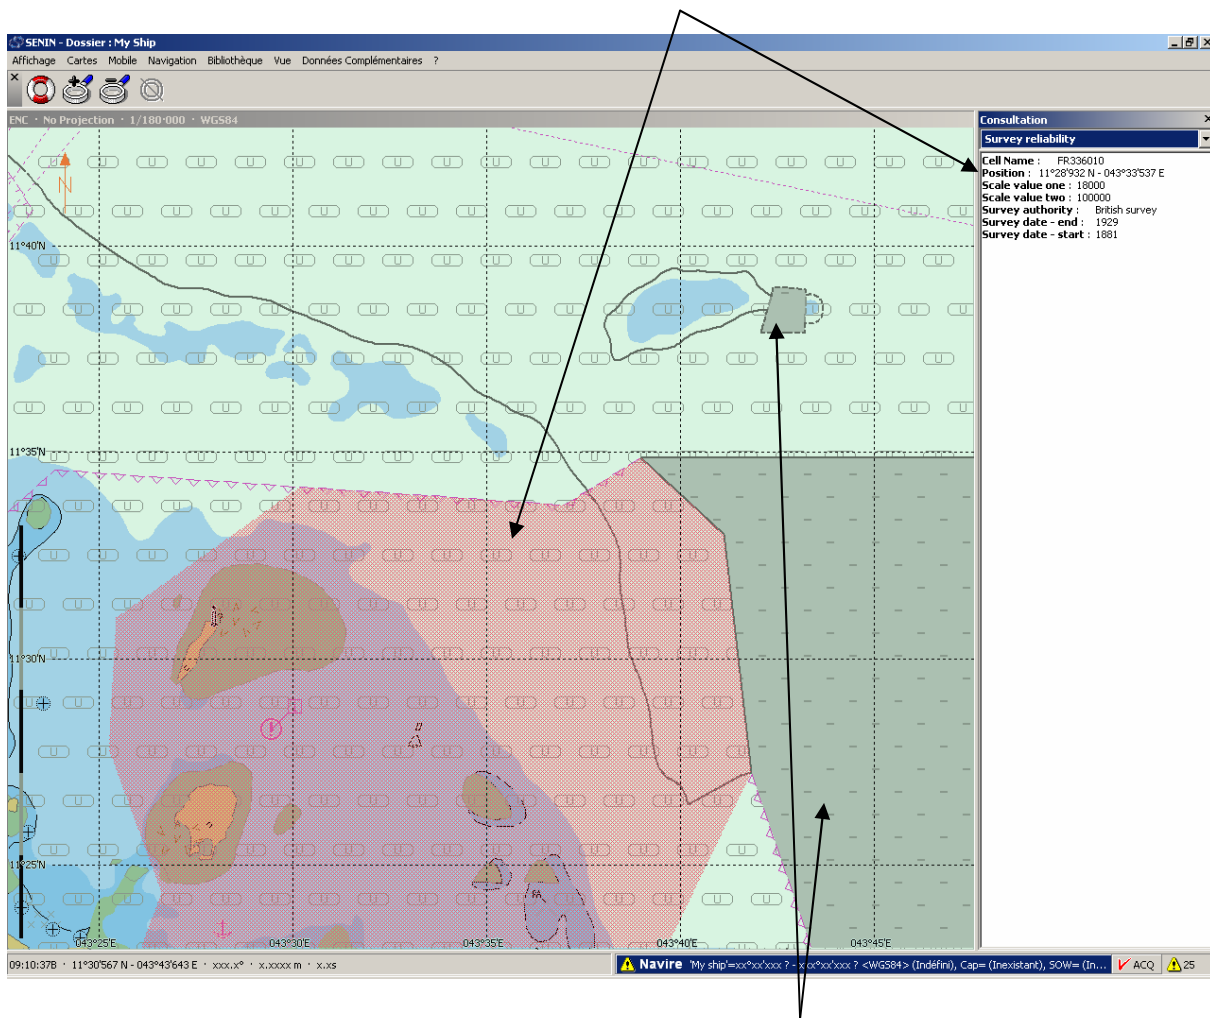 SENIN - Dossier : My Ship
Affichage Cartes Mobile Navigation Bibliothèque Vue Données Complémentaires ?
ENC · No Projection · 1/180·000 · WGS84
Consultation
Survey reliability
Cell Name : FR336010
Position : 11°28'932 N - 043°33'537 E
Scale value one : 18000
Scale value two : 100000
Survey authority : British survey
Survey date - end : 1929
Survey date - start : 1881
N
11°40'N
11°35'N
11°30'N
11°25'N
043°25'E 043°30'E 043°35'E 043°40'E 043°45'E
09:10:37B · 11°30'567 N - 043°43'643 E · xxx.x° · x.xxxx m · x.xs
Navire 'My ship'=xx°xx'xxx ? - xxx°xx'xxx ? <WGS84> (Indéfini), Cap= (Inexistant), SOW= (In... ACQ 25